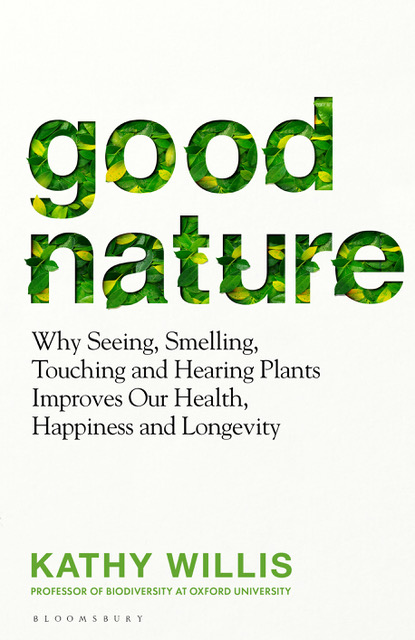 good
nature
Why Seeing, Smelling,
Touching and Hearing Plants
Improves Our Health,
Happiness and Longevity
KATHY WILLIS
PROFESSOR OF BIODIVERSITY AT OXFORD UNIVERSITY
BLOOMSBURY